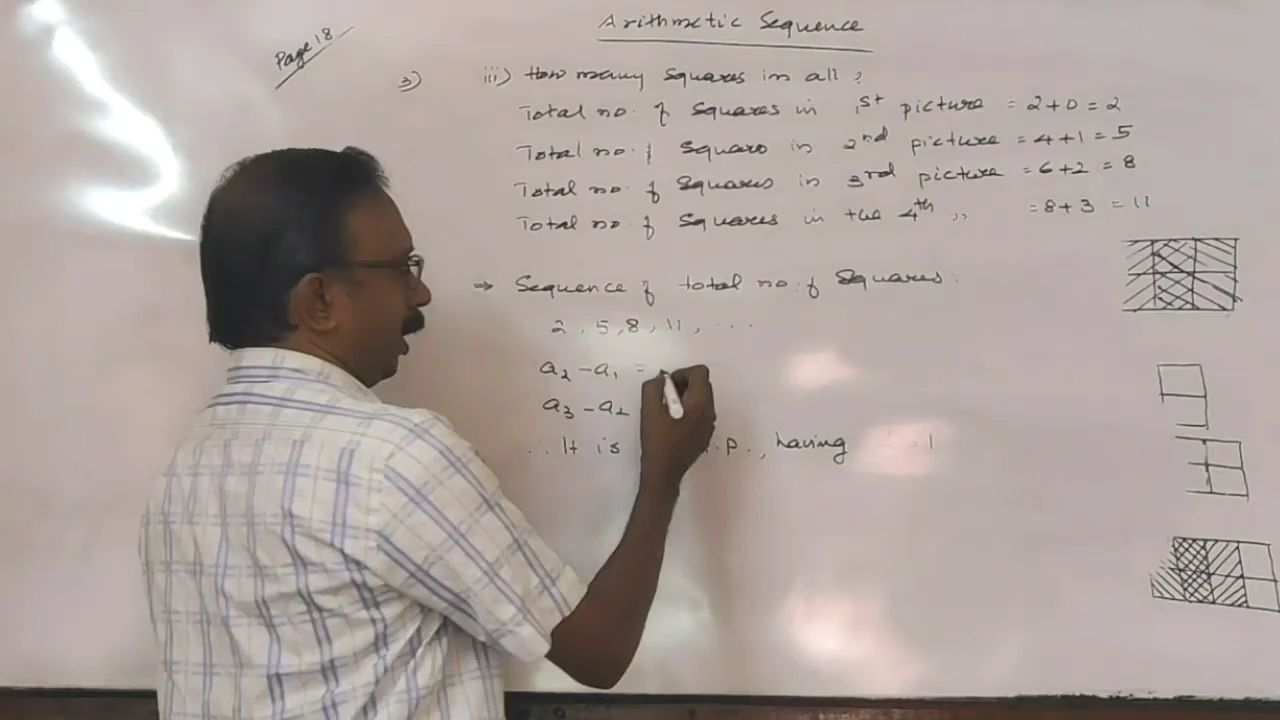 Arithmetic Sequence
Page 18
3) iii) How many squares in all ?
Total no. of squares in 1st picture = 2+0 = 2
Total no. of squares in 2nd picture = 4+1 = 5
Total no. of squares in 3rd picture = 6+2 = 8
Total no. of squares in the 4th ,, = 8+3 = 11
⇒ Sequence of total no. of squares.
2, 5, 8, 11, ...
a₂ - a₁ =
a₃ - a₂
∴ It is .P., having 1